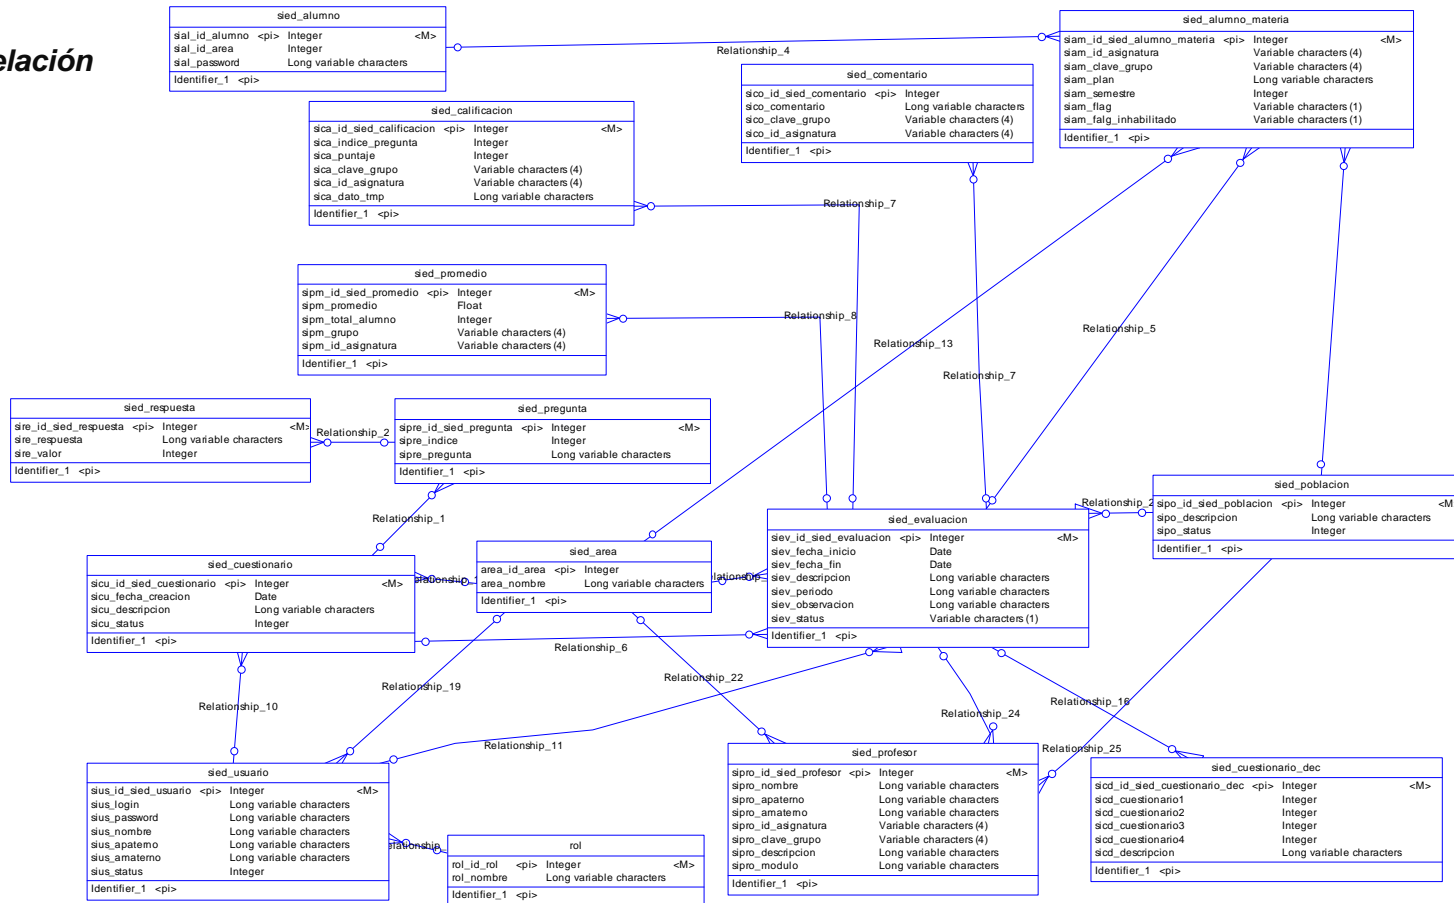 elación
sied_alumno
sial_id_alumno <pi> Integer <M>
sial_id_area Integer
sial_password Long variable characters
Identifier_1 <pi>
Relationship_4
sied_alumno_materia
siam_id_sied_alumno_materia <pi> Integer <M>
siam_id_asignatura Variable characters (4)
siam_clave_grupo Variable characters (4)
siam_plan Long variable characters
siam_semestre Integer
siam_flag Variable characters (1)
siam_falg_inhabilitado Variable characters (1)
Identifier_1 <pi>
sied_comentario
sico_id_sied_comentario <pi> Integer
sico_comentario Long variable characters
sico_clave_grupo Variable characters (4)
sico_id_asignatura Variable characters (4)
Identifier_1 <pi>
sied_calificacion
sica_id_sied_calificacion <pi> Integer <M>
sica_indice_pregunta Integer
sica_puntaje Integer
sica_clave_grupo Variable characters (4)
sica_id_asignatura Variable characters (4)
sica_dato_tmp Long variable characters
Identifier_1 <pi>
Relationship_7
sied_promedio
sipm_id_sied_promedio <pi> Integer <M>
sipm_promedio Float
sipm_total_alumno Integer
sipm_grupo Variable characters (4)
sipm_id_asignatura Variable characters (4)
Identifier_1 <pi>
Relationship_8
Relationship_13
Relationship_5
Relationship_7
sied_respuesta
sire_id_sied_respuesta <pi> Integer <M>
sire_respuesta Long variable characters
sire_valor Integer
Identifier_1 <pi>
Relationship_2
sied_pregunta
sipre_id_sied_pregunta <pi> Integer <M>
sipre_indice Integer
sipre_pregunta Long variable characters
Identifier_1 <pi>
Relationship_1
sied_poblacion
sipo_id_sied_poblacion <pi> Integer <M
sipo_descripcion Long variable characters
sipo_status Integer
Identifier_1 <pi>
Relationship_2
sied_evaluacion
siev_id_sied_evaluacion <pi> Integer <M>
siev_fecha_inicio Date
siev_fecha_fin Date
siev_descripcion Long variable characters
siev_periodo Long variable characters
siev_observacion Long variable characters
siev_status Variable characters (1)
Identifier_1 <pi>
sied_area
area_id_area <pi> Integer
area_nombre Long variable characters
Identifier_1 <pi>
sied_cuestionario
sicu_id_sied_cuestionario <pi> Integer <M>
sicu_fecha_creacion Date
sicu_descripcion Long variable characters
sicu_status Integer
Identifier_1 <pi>
Relationship_6
Relationship_22
Relationship_19
Relationship_10
Relationship_11
Relationship_24
Relationship_16
Relationship_25
sied_usuario
sius_id_sied_usuario <pi> Integer <M>
sius_login Long variable characters
sius_password Long variable characters
sius_nombre Long variable characters
sius_apaterno Long variable characters
sius_amaterno Long variable characters
sius_status Integer
Identifier_1 <pi>
rol
rol_id_rol <pi> Integer <M>
rol_nombre Long variable characters
Identifier_1 <pi>
sied_profesor
sipro_id_sied_profesor <pi> Integer <M>
sipro_nombre Long variable characters
sipro_apaterno Long variable characters
sipro_amaterno Long variable characters
sipro_id_asignatura Variable characters (4)
sipro_clave_grupo Variable characters (4)
sipro_descripcion Long variable characters
sipro_modulo Long variable characters
Identifier_1 <pi>
sied_cuestionario_dec
sicd_id_sied_cuestionario_dec <pi> Integer <M>
sicd_cuestionario1 Integer
sicd_cuestionario2 Integer
sicd_cuestionario3 Integer
sicd_cuestionario4 Integer
sicd_descripcion Long variable characters
Identifier_1 <pi>